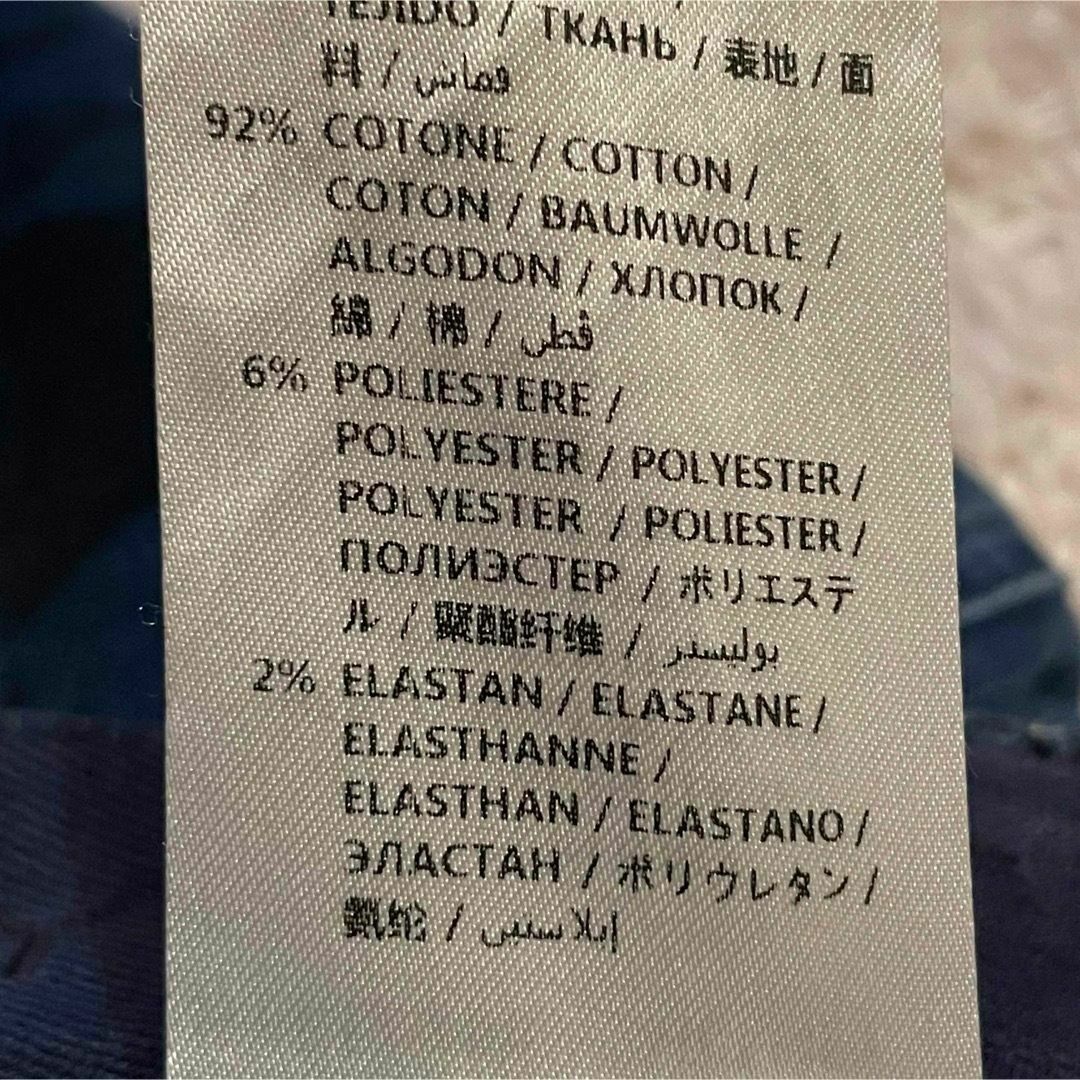 TEJIDO / ТКАНЬ / 表地 / 面
料 / قماش
92% COTONE / COTTON /
COTON / BAUMWOLLE /
ALGODON / ХЛОПОК /
綿 / 棉 / قطن
6% POLIESTERE /
POLYESTER / POLYESTER /
POLYESTER / POLIESTER /
ПОЛИЭСТЕР / ポリエステ
ル / 聚酯纤维 / بوليستر
2% ELASTAN / ELASTANE /
ELASTHANNE /
ELASTHAN / ELASTANO /
ЭЛАСТАН / ポリウレタン /
氨纶 /